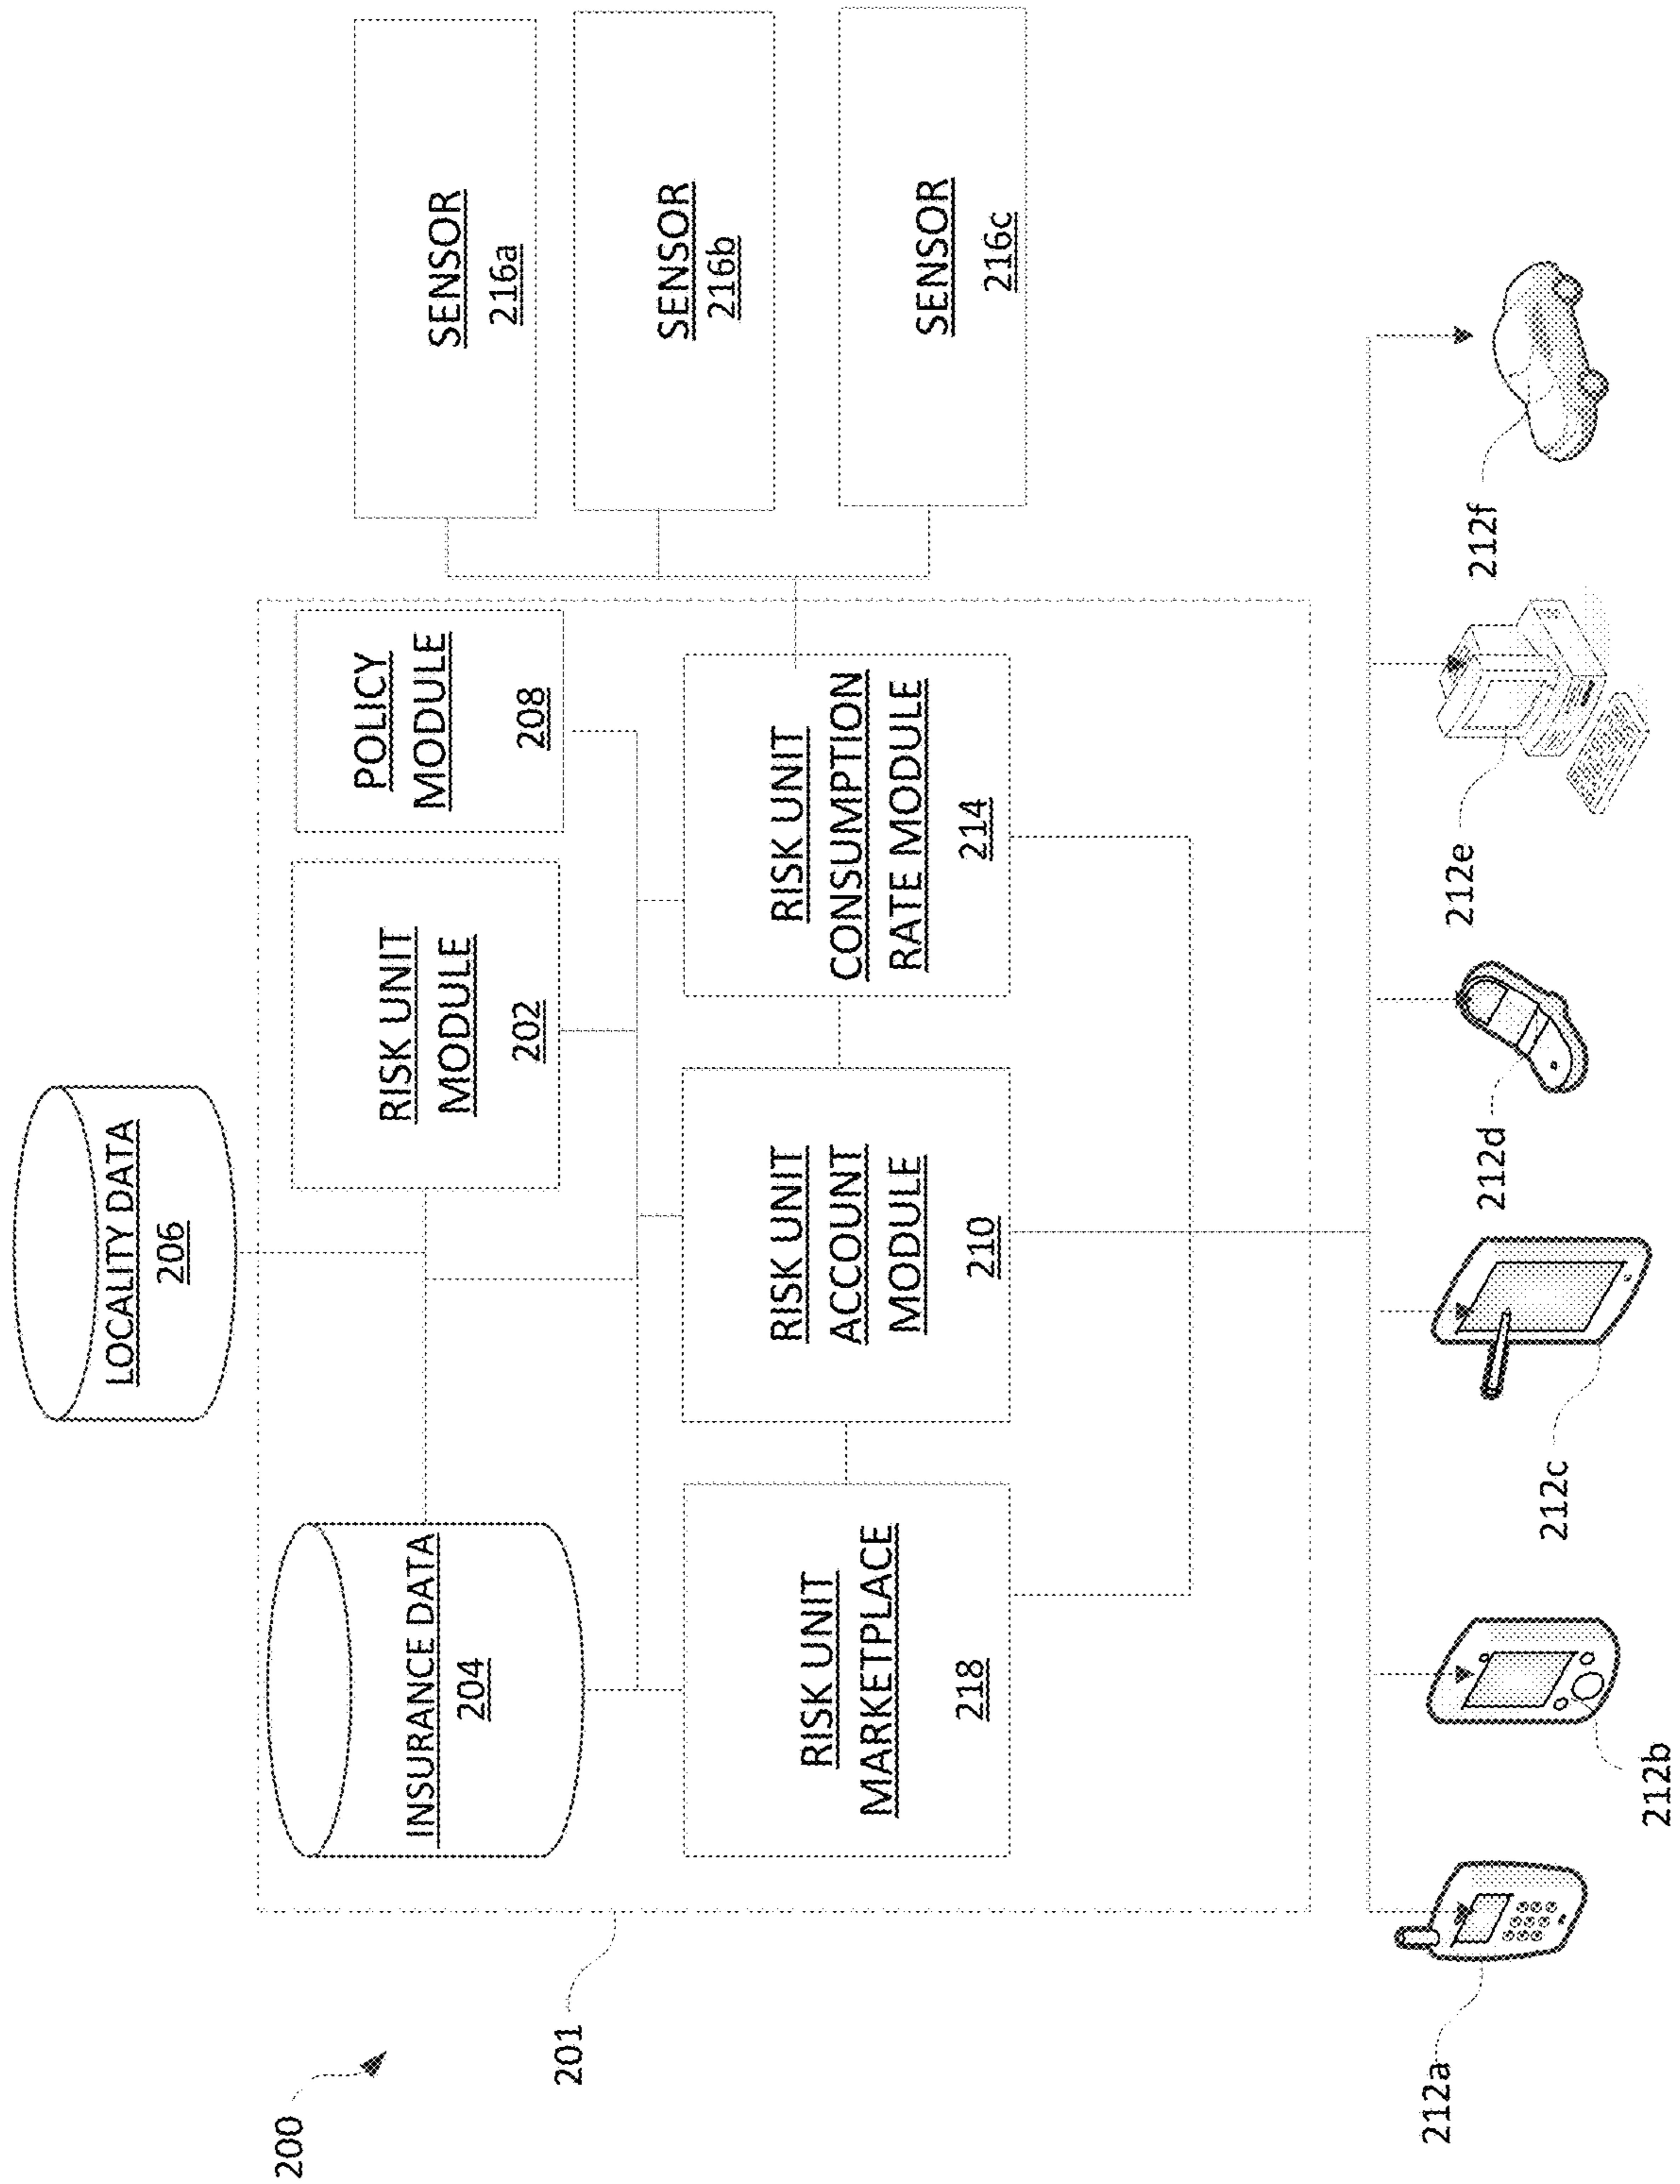 200
201
LOCALITY DATA
206
INSURANCE DATA
204
RISK UNIT
MODULE
202
POLICY
MODULE
208
RISK UNIT
MARKETPLACE
218
RISK UNIT
ACCOUNT
MODULE
210
RISK UNIT
CONSUMPTION
RATE MODULE
214
SENSOR
216a
SENSOR
216b
SENSOR
216c
212a
212b
212c
212d
212e
212f